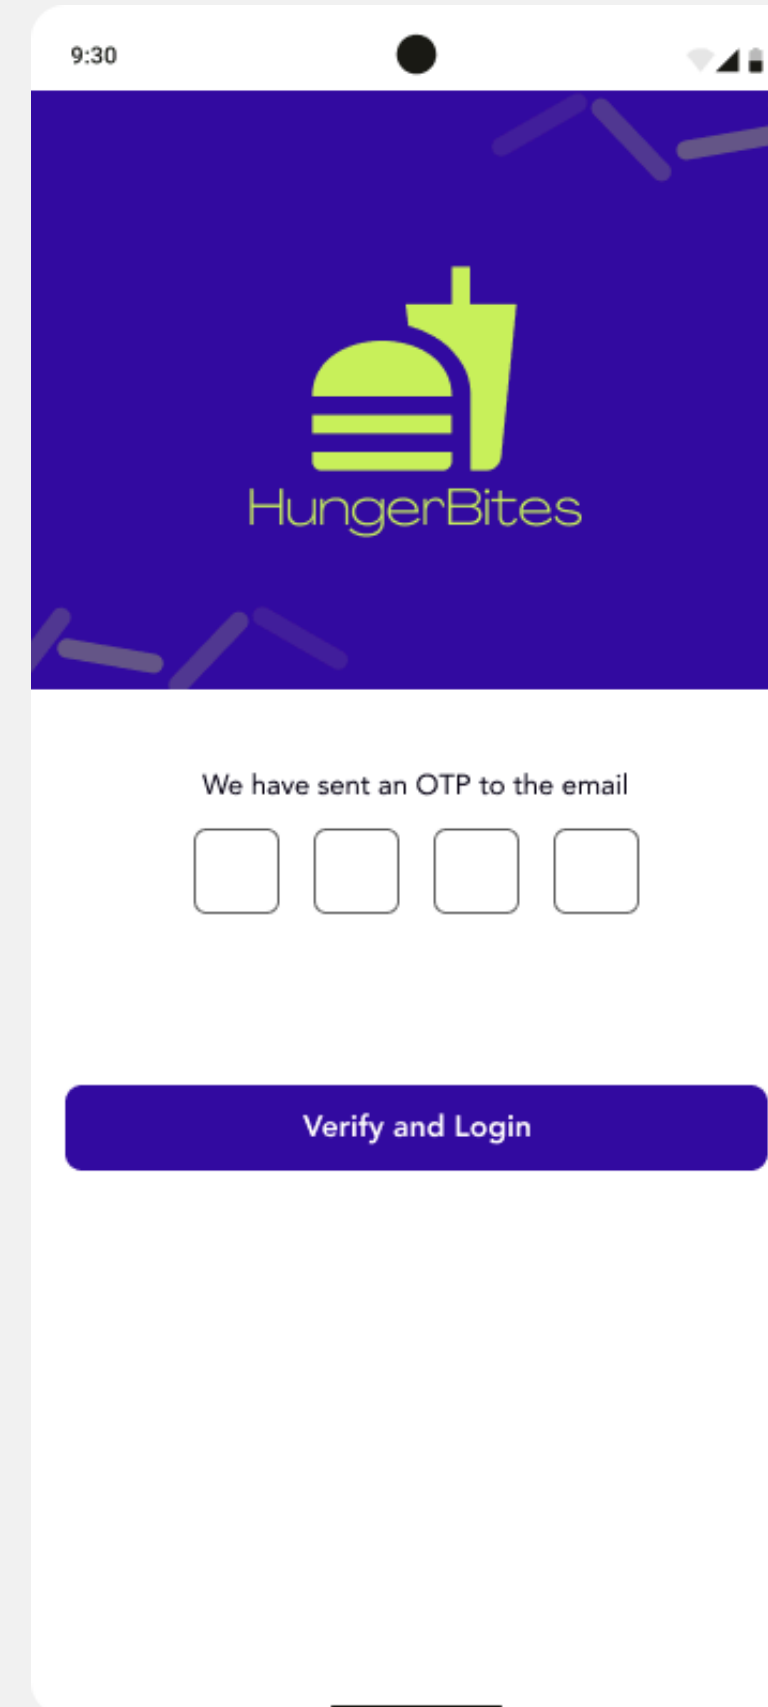 9:30
HungerBites
We have sent an OTP to the email
Verify and Login